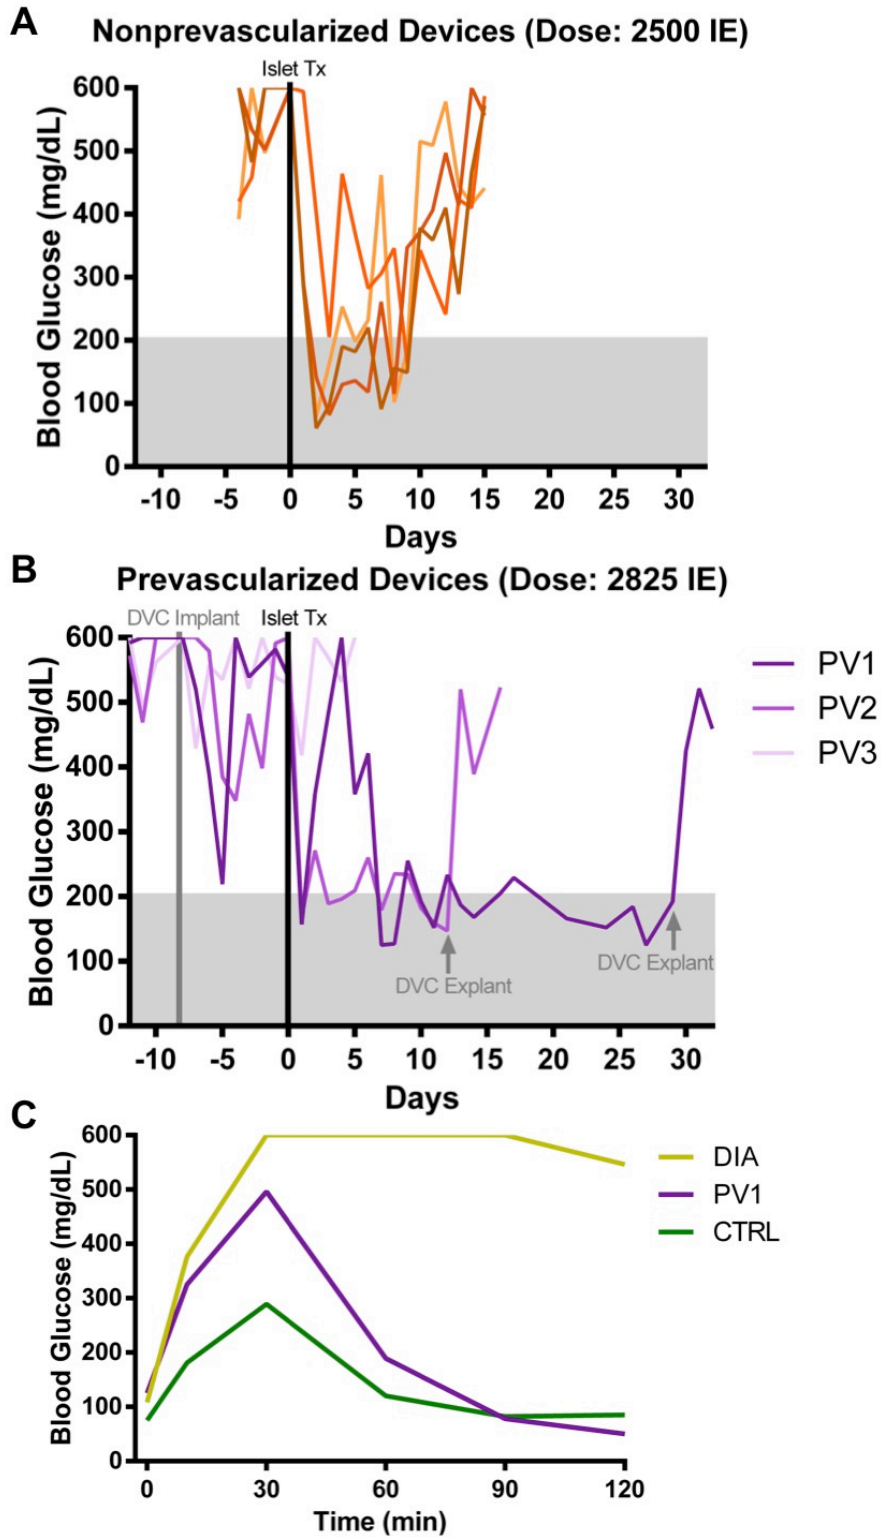 A
Nonprevascularized Devices (Dose: 2500 IE)
Islet Tx
Blood Glucose (mg/dL)
600
500
400
300
200
100
0
-10 -5 0 5 10 15 20 25 30
Days
B
Prevascularized Devices (Dose: 2825 IE)
DVC Implant Islet Tx
Blood Glucose (mg/dL)
600
500
400
300
200
100
0
PV1
PV2
PV3
DVC Explant
DVC Explant
-10 -5 0 5 10 15 20 25 30
Days
C
Blood Glucose (mg/dL)
600
500
400
300
200
100
0
DIA
PV1
CTRL
0 30 60 90 120
Time (min)